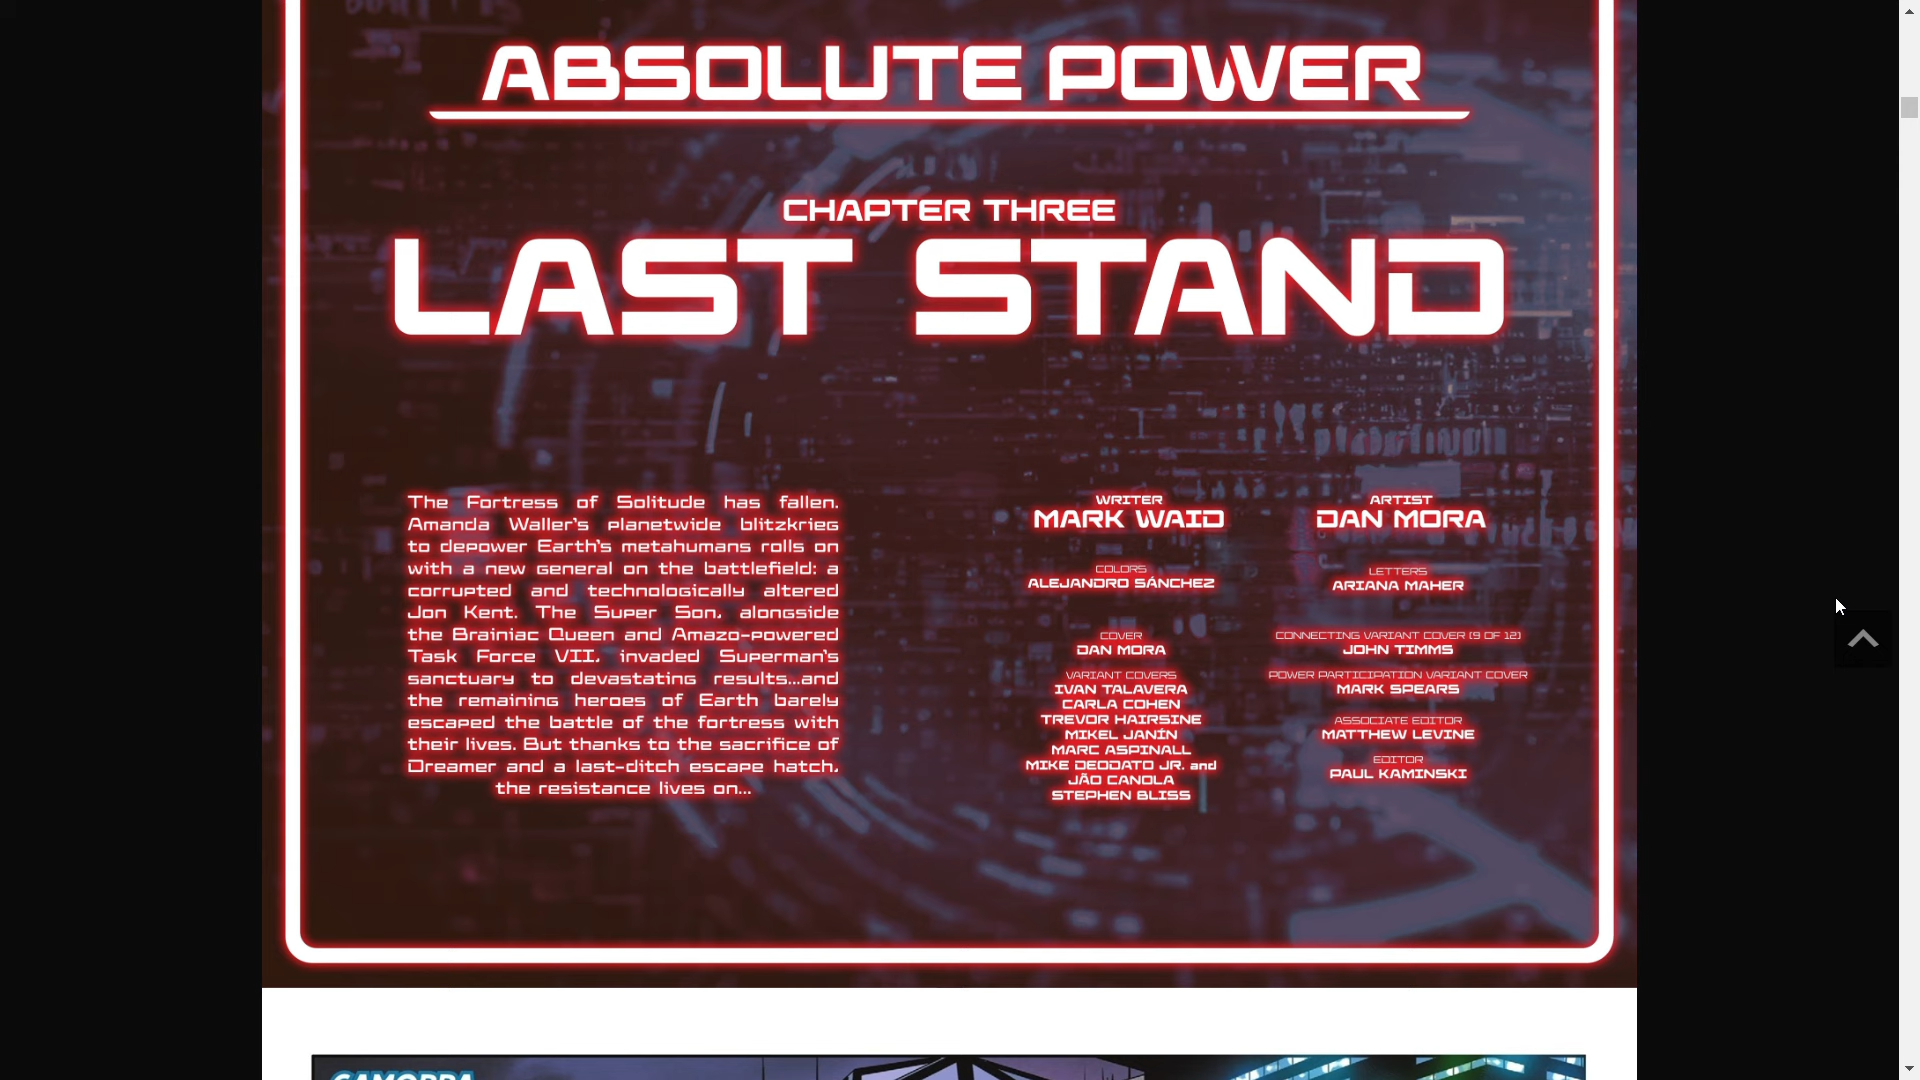 ABSOLUTE POWER
CHAPTER THREE
LAST STAND
The Fortress of Solitude has fallen.
Amanda Waller's planetwide blitzkrieg
to depower Earth's metahumans rolls on
with a new general on the battlefield: a
corrupted and technologically altered
Jon Kent. The Super Son, alongside
the Brainiac Queen and Amazo-powered
Task Force VII, invaded Superman's
sanctuary to devastating results...and
the remaining heroes of Earth barely
escaped the battle of the fortress with
their lives. But thanks to the sacrifice of
Dreamer and a last-ditch escape hatch,
the resistance lives on...
WRITER
MARK WAID
COLORS
ALEJANDRO SÁNCHEZ
COVER
DAN MORA
VARIANT COVERS
IVAN TALAVERA
CARLA COHEN
TREVOR HAIRSINE
MIKEL JANÍN
MARC ASPINALL
MIKE DEODATO JR. and
JÃO CANOLA
STEPHEN BLISS
ARTIST
DAN MORA
LETTERS
ARIANA MAHER
CONNECTING VARIANT COVER (9 OF 12)
JOHN TIMMS
POWER PARTICIPATION VARIANT COVER
MARK SPEARS
ASSOCIATE EDITOR
MATTHEW LEVINE
EDITOR
PAUL KAMINSKI
GAMORRA